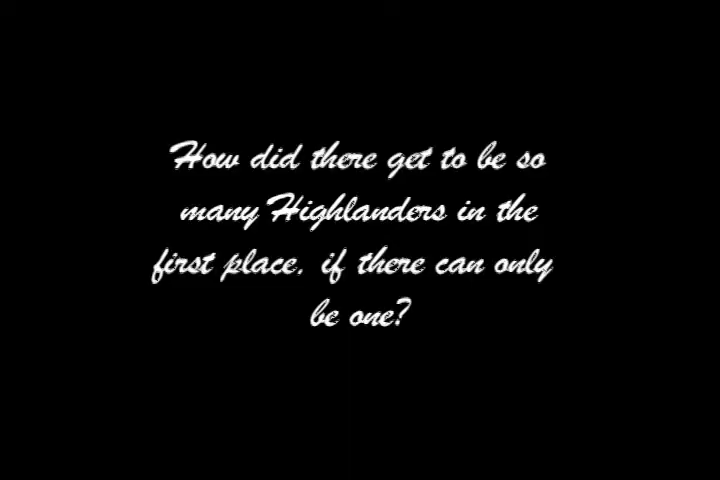 How did there get to be so
many Highlanders in the
first place, if there can only
be one?